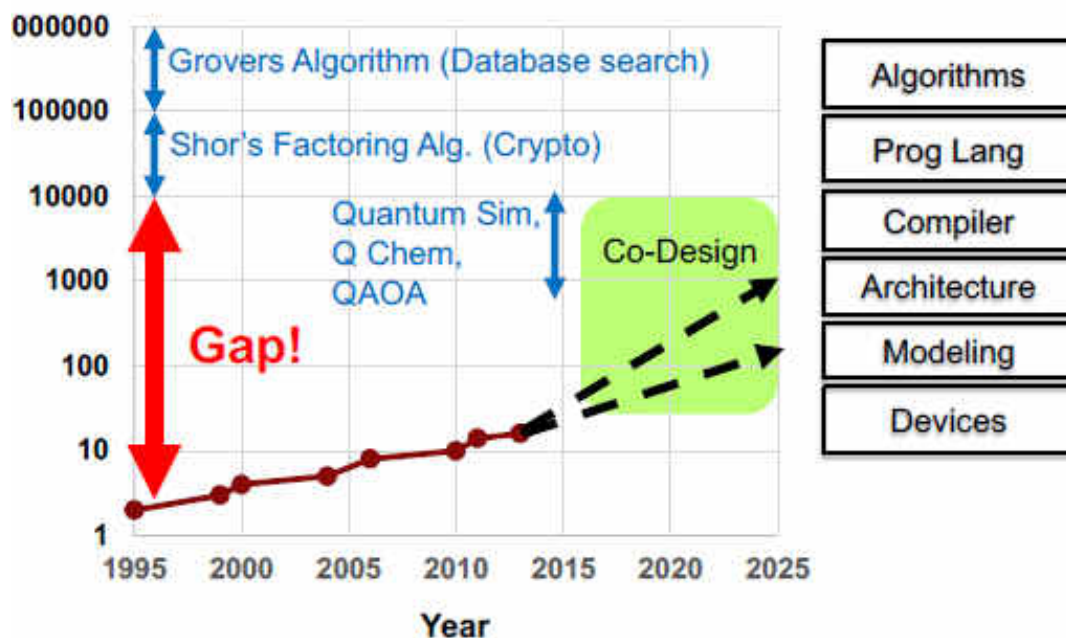 000000
Grovers Algorithm (Database search)
100000
Shor's Factoring Alg. (Crypto)
10000
Quantum Sim,
Q Chem,
QAOA
Co-Design
1000
Gap!
100
10
1
1995 2000 2005 2010 2015 2020 2025
Year
Algorithms
Prog Lang
Compiler
Architecture
Modeling
Devices